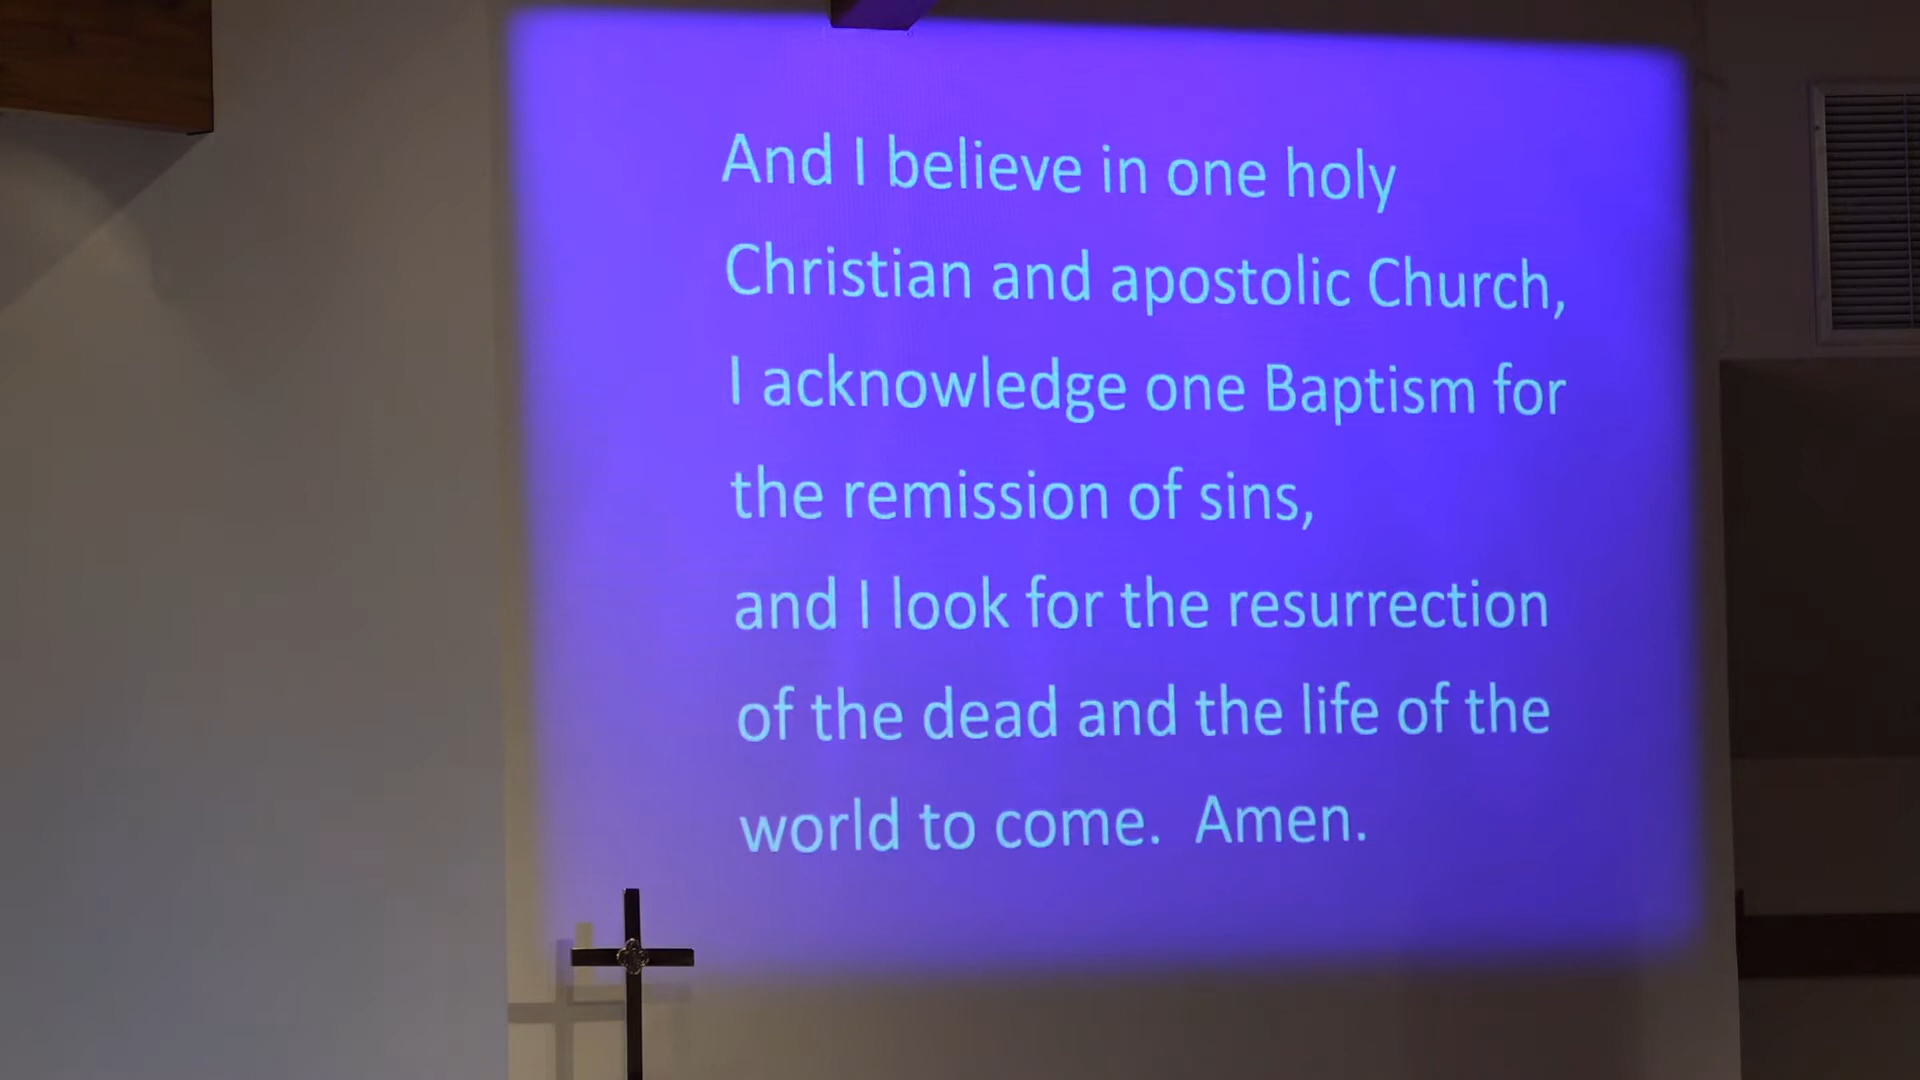 And I believe in one holy
Christian and apostolic Church,
I acknowledge one Baptism for
the remission of sins,
and I look for the resurrection
of the dead and the life of the
world to come.  Amen.